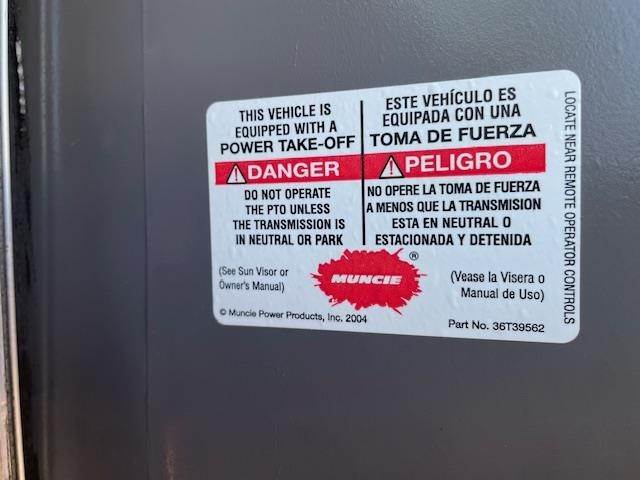 THIS VEHICLE IS
EQUIPPED WITH A
POWER TAKE-OFF
DANGER
DO NOT OPERATE
THE PTO UNLESS
THE TRANSMISSION IS
IN NEUTRAL OR PARK
(See Sun Visor or
Owner's Manual)
ESTE VEHÍCULO ES
EQUIPADA CON UNA
TOMA DE FUERZA
PELIGRO
NO OPERE LA TOMA DE FUERZA
A MENOS QUE LA TRANSMISION
ESTA EN NEUTRAL O
ESTACIONADA Y DETENIDA
(Vease la Visera o
Manual de Uso)
MUNCIE ®
© Muncie Power Products, Inc. 2004
Part No. 36T39562
LOCATE NEAR REMOTE OPERATOR CONTROLS